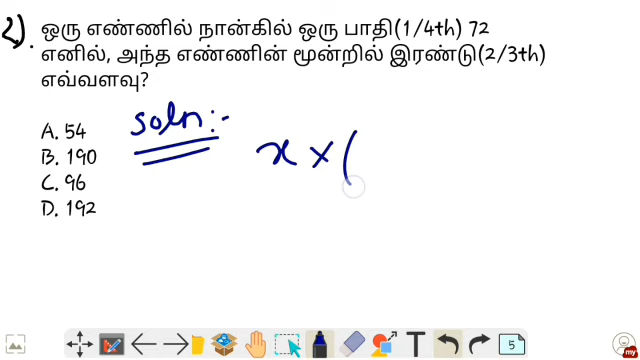 2). ஒரு எண்ணில் நான்கில் ஒரு பாதி(1/4th) 72
எனில், அந்த எண்ணின் மூன்றில் இரண்டு(2/3th)
எவ்வளவு?
A. 54
B. 190
C. 96
D. 192
soln:-
x × (
T
5
my